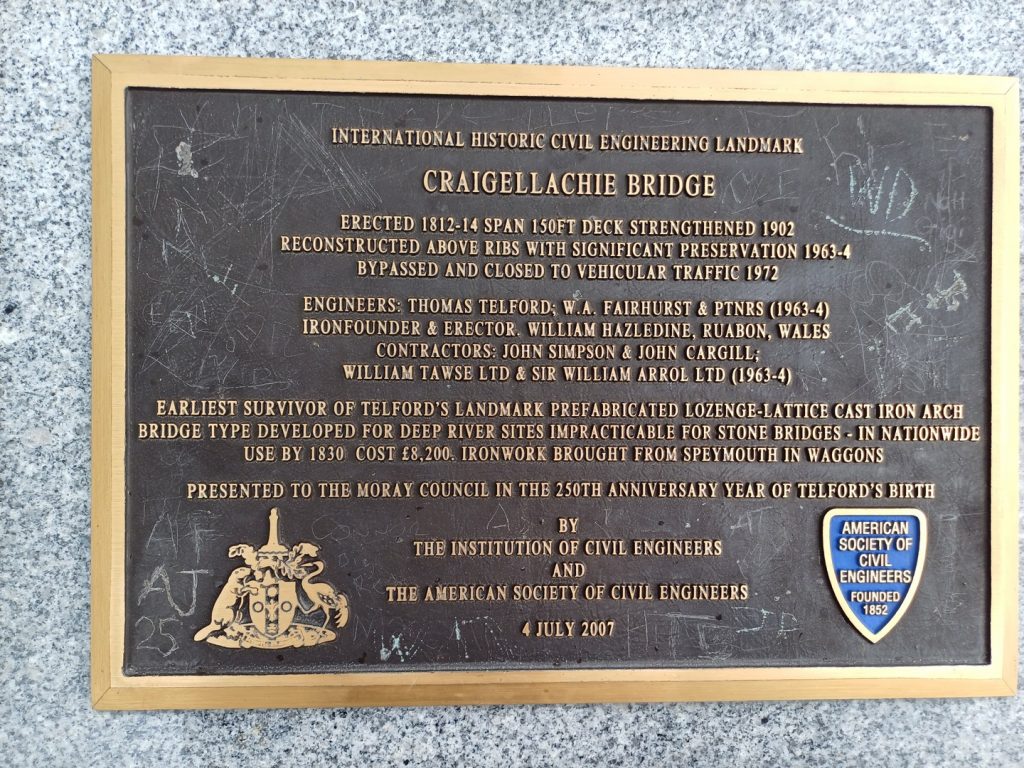 INTERNATIONAL HISTORIC CIVIL ENGINEERING LANDMARK
CRAIGELLACHIE BRIDGE
ERECTED 1812-14 SPAN 150FT DECK STRENGTHENED 1902
RECONSTRUCTED ABOVE RIBS WITH SIGNIFICANT PRESERVATION 1963-4
BYPASSED AND CLOSED TO VEHICULAR TRAFFIC 1972
ENGINEERS: THOMAS TELFORD; W.A. FAIRHURST & PTNRS (1963-4)
IRONFOUNDER & ERECTOR. WILLIAM HAZLEDINE, RUABON, WALES
CONTRACTORS: JOHN SIMPSON & JOHN CARGILL;
WILLIAM TAWSE LTD & SIR WILLIAM ARROL LTD (1963-4)
EARLIEST SURVIVOR OF TELFORD'S LANDMARK PREFABRICATED LOZENGE-LATTICE CAST IRON ARCH
BRIDGE TYPE DEVELOPED FOR DEEP RIVER SITES IMPRACTICABLE FOR STONE BRIDGES - IN NATIONWIDE
USE BY 1830 COST £8,200. IRONWORK BROUGHT FROM SPEYMOUTH IN WAGGONS
PRESENTED TO THE MORAY COUNCIL IN THE 250TH ANNIVERSARY YEAR OF TELFORD'S BIRTH
BY
THE INSTITUTION OF CIVIL ENGINEERS
AND
THE AMERICAN SOCIETY OF CIVIL ENGINEERS
4 JULY 2007
AMERICAN
SOCIETY OF
CIVIL
ENGINEERS
FOUNDED
1852
WD
AJ
25